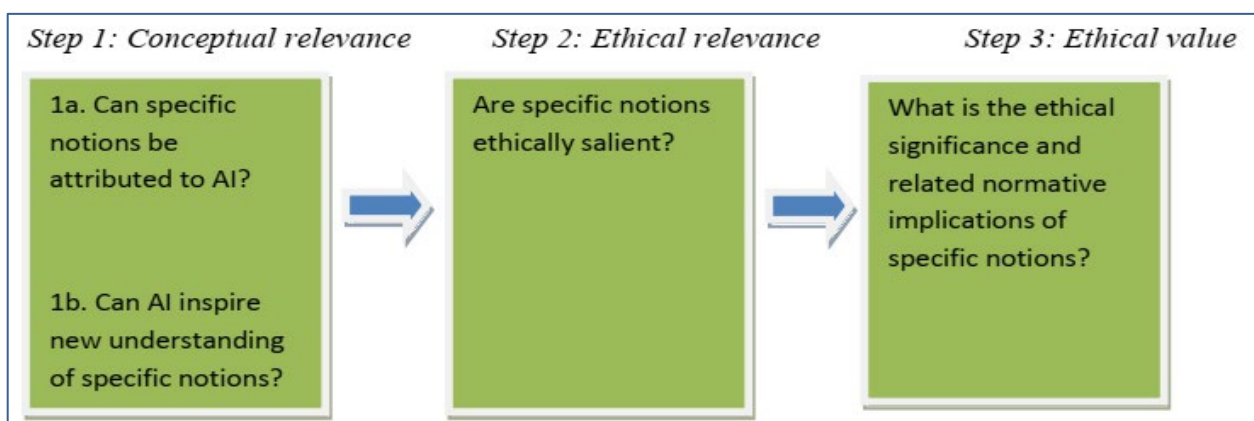 Step 1: Conceptual relevance
Step 2: Ethical relevance
Step 3: Ethical value
1a. Can specific
notions be
attributed to AI?
1b. Can AI inspire
new understanding
of specific notions?
Are specific notions
ethically salient?
What is the ethical
significance and
related normative
implications of
specific notions?